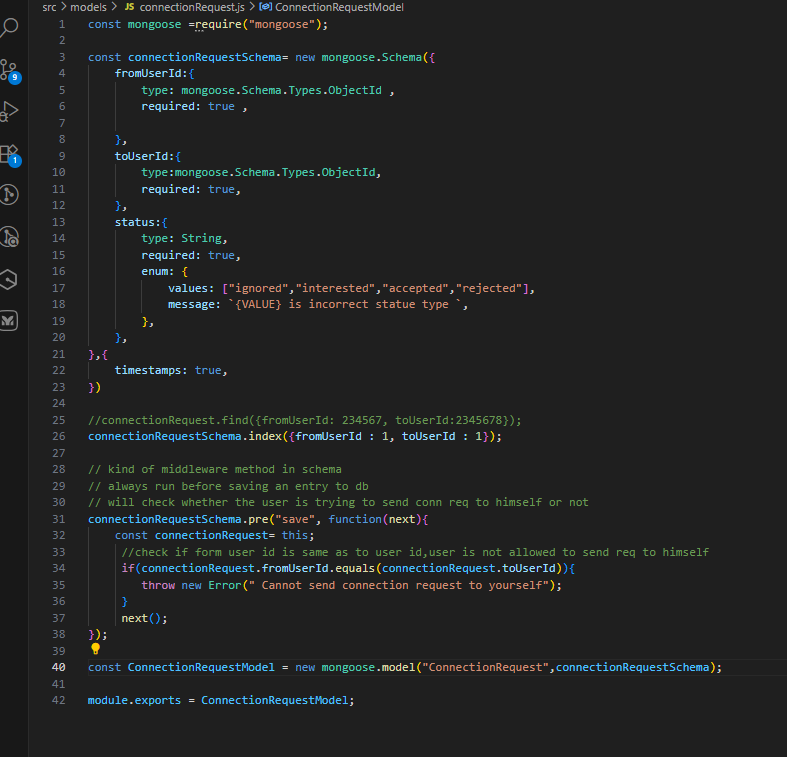 src > models > JS connectionRequest.js > ConnectionRequestModel
1 const mongoose =require("mongoose");
2
3 const connectionRequestSchema= new mongoose.Schema({
4     fromUserId:{
5         type: mongoose.Schema.Types.ObjectId ,
6         required: true ,
7
8     },
9     toUserId:{
10         type:mongoose.Schema.Types.ObjectId,
11         required: true,
12     },
13     status:{
14         type: String,
15         required: true,
16         enum: {
17             values: ["ignored","interested","accepted","rejected"],
18             message: `{VALUE} is incorrect statue type `,
19         },
20     },
21 },{
22     timestamps: true,
23 })
24
25 //connectionRequest.find({fromUserId: 234567, toUserId:2345678});
26 connectionRequestSchema.index({fromUserId : 1, toUserId : 1});
27
28 // kind of middleware method in schema
29 // always run before saving an entry to db
30 // will check whether the user is trying to send conn req to himself or not
31 connectionRequestSchema.pre("save", function(next){
32     const connectionRequest= this;
33      //check if form user id is same as to user id,user is not allowed to send req to himself
34      if(connectionRequest.fromUserId.equals(connectionRequest.toUserId)){
35         throw new Error(" Cannot send connection request to yourself");
36      }
37      next();
38 });
39
40 const ConnectionRequestModel = new mongoose.model("ConnectionRequest",connectionRequestSchema);
41
42 module.exports = ConnectionRequestModel;
9
1